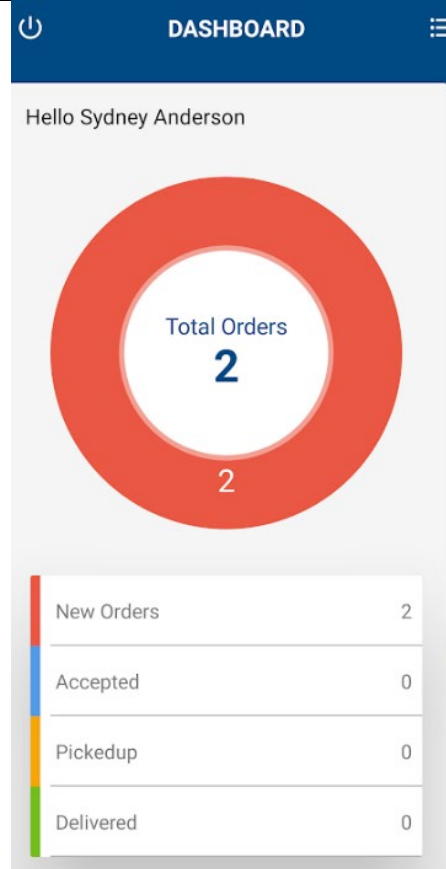 DASHBOARD
Hello Sydney Anderson
Total Orders
2
2
New Orders 2
Accepted 0
Pickedup 0
Delivered 0